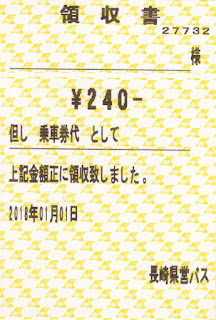 領収書
27732
様
¥240-
但し 乗車券代 として
上記金額正に領収致しました。
2018年01月01日
長崎県営バス